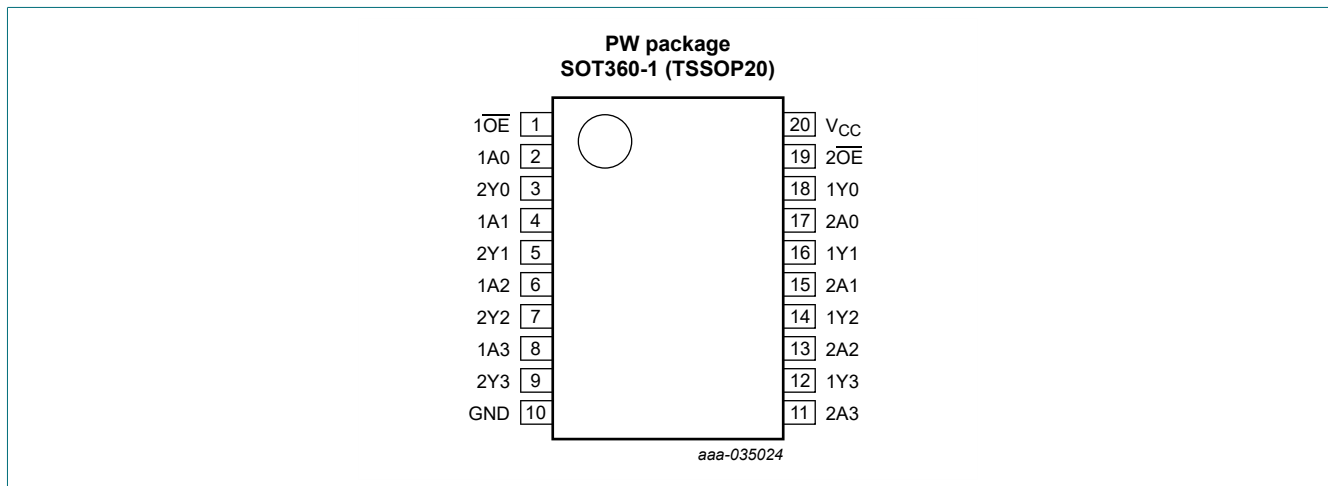 PW package
SOT360-1 (TSSOP20)
1O̅E̅ 1 20 VCC
1A0 2 19 2O̅E̅
2Y0 3 18 1Y0
1A1 4 17 2A0
2Y1 5 16 1Y1
1A2 6 15 2A1
2Y2 7 14 1Y2
1A3 8 13 2A2
2Y3 9 12 1Y3
GND 10 11 2A3
aaa-035024